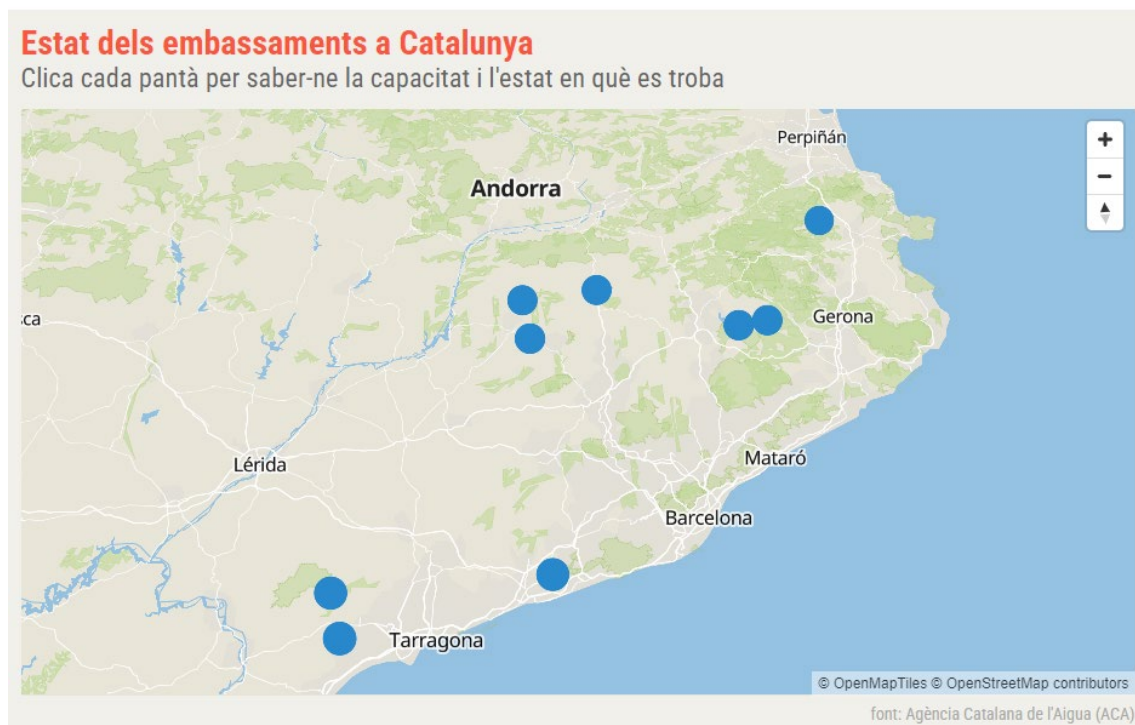 Estat dels embassaments a Catalunya
Clica cada pantà per saber-ne la capacitat i l'estat en què es troba
Perpiñán
Andorra
Gerona
sca
Lérida
Mataró
Barcelona
Tarragona
© OpenMapTiles © OpenStreetMap contributors
font: Agència Catalana de l'Aigua (ACA)